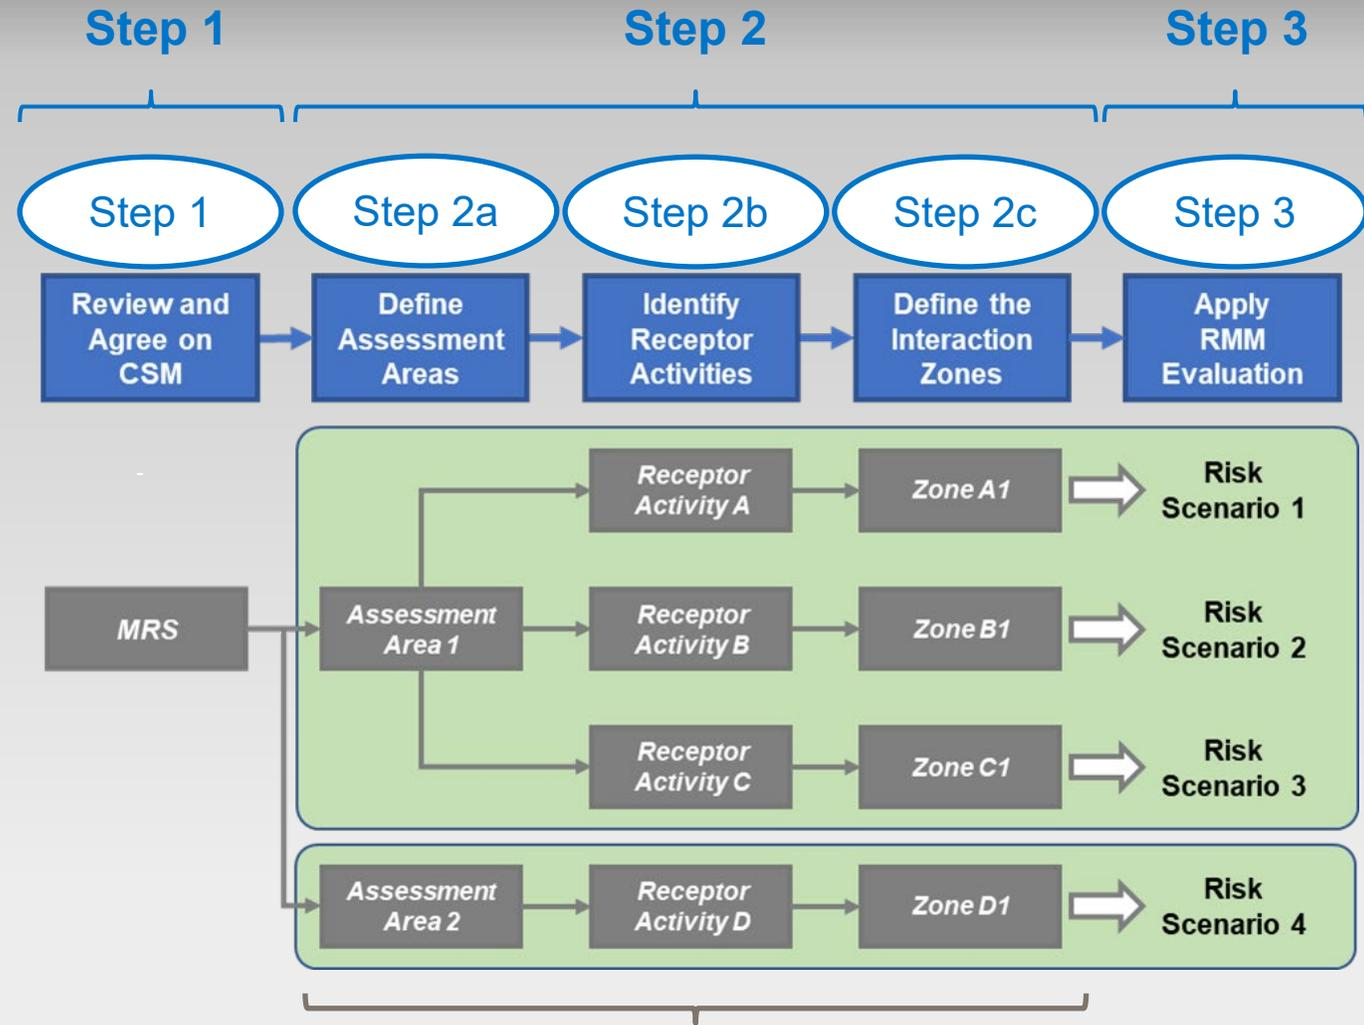 Step 1
Step 2
Step 3
Step 1
Step 2a
Step 2b
Step 2c
Step 3
Review and
Agree on
CSM
Define
Assessment
Areas
Identify
Receptor
Activities
Define the
Interaction
Zones
Apply
RMM
Evaluation
Receptor
Activity A
Zone A1
Risk
Scenario 1
MRS
Assessment
Area 1
Receptor
Activity B
Zone B1
Risk
Scenario 2
Receptor
Activity C
Zone C1
Risk
Scenario 3
Assessment
Area 2
Receptor
Activity D
Zone D1
Risk
Scenario 4